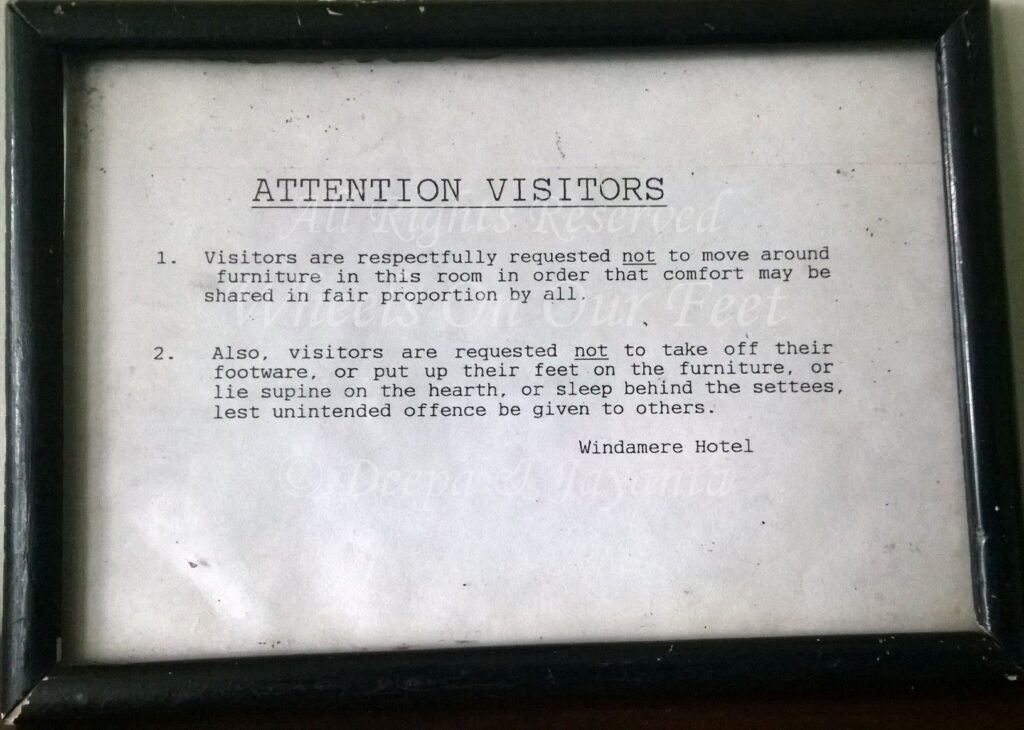 ATTENTION VISITORS
All Rights Reserved
1. Visitors are respectfully requested not to move around
furniture in this room in order that comfort may be
shared in fair proportion by all.
Wheels On Our Feet
2. Also, visitors are requested not to take off their
footware, or put up their feet on the furniture, or
lie supine on the hearth, or sleep behind the settees,
lest unintended offence be given to others.
Windamere Hotel
© Deepa & Jayanta